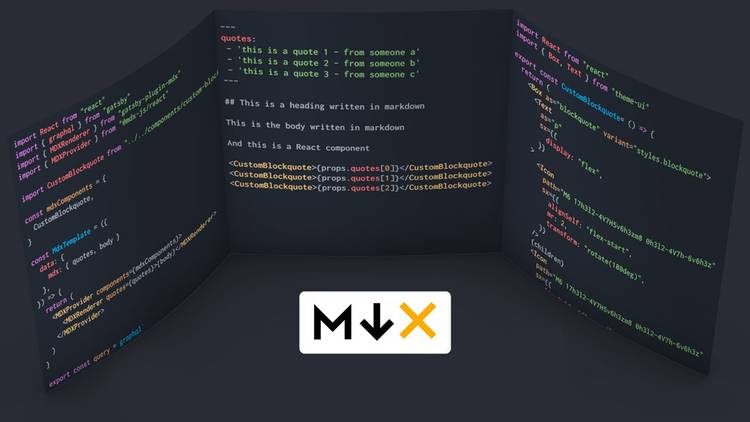 import React from "react"
import { graphql } from "gatsby"
import { MDXRenderer } from "gatsby-plugin-mdx"
import { MDXProvider } from "@mdx-js/react"
import CustomBlockquote from "../../components/custom-block
const mdxComponents = {
CustomBlockquote,
}
const MdxTemplate = ({
data: {
mdx: { quotes, body }
},
}) => {
return (
<MDXProvider components={mdxComponents}>
<MDXRenderer quotes={quotes}>{body}</MDXRenderer>
</MDXProvider>
)
}
export const query = graphql`
---
quotes:
- 'this is a quote 1 - from someone a'
- 'this is a quote 2 - from someone b'
- 'this is a quote 3 - from someone c'
---
## This is a heading written in markdown
This is the body written in markdown
And this is a React component
<CustomBlockquote>{props.quotes[0]}</CustomBlockquote>
<CustomBlockquote>{props.quotes[1]}</CustomBlockquote>
<CustomBlockquote>{props.quotes[2]}</CustomBlockquote>
import React from "react"
import { Box, Text } from "theme-ui"
export const CustomBlockquote= () => {
return (
<Box as="blockquote" variant="styles.blockquote">
<Text
as="p"
sx={{
display: "flex",
}}
>
<Icon
path="M6 17h3l2-4V7H5v6h3zm8 0h3l2-4V7h-6v6h3z"
sx={{
alignSelf: "flex-start",
mr: 2,
transform: "rotate(180deg)",
}}
/>
{children}
<Icon
path="M6 17h3l2-4V7H5v6h3zm8 0h3l2-4V7h-6v6h3z"
sx={{
M↓X